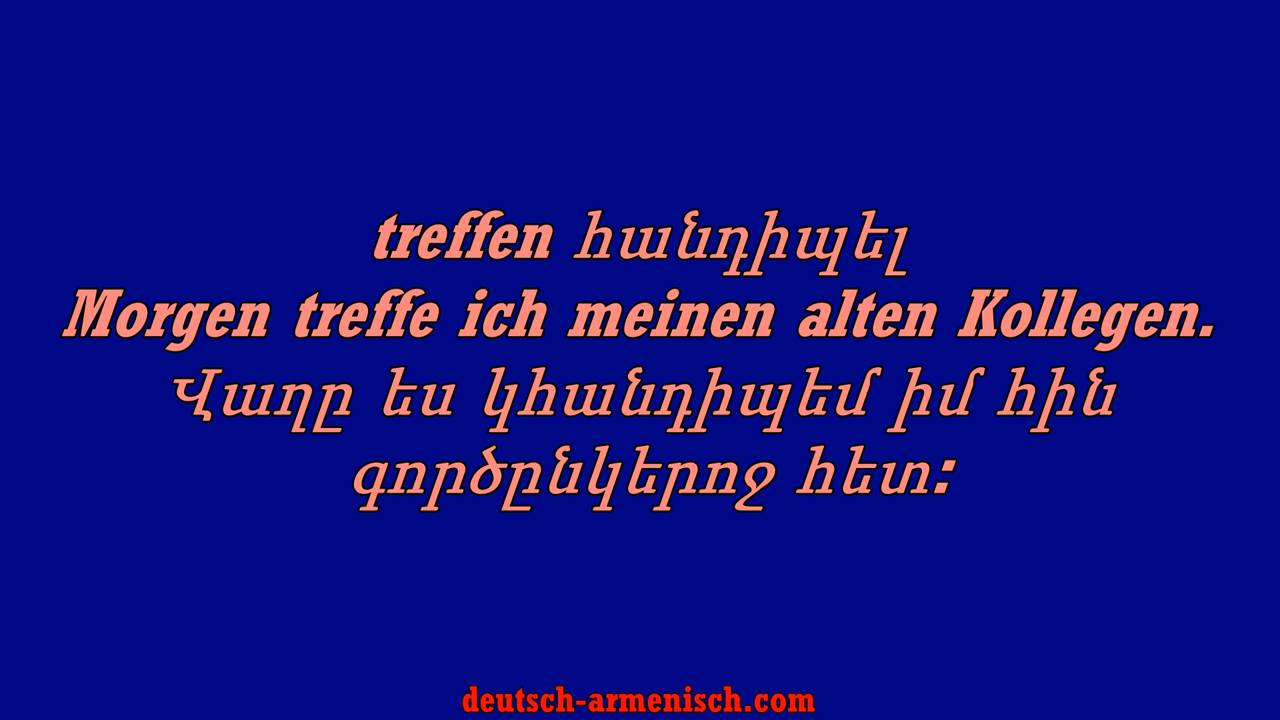 treffen հանդիպել
Morgen treffe ich meinen alten Kollegen.
Վաղը ես կհանդիպեմ իմ հին
գործընկերոջ հետ:
deutsch-armenisch.com